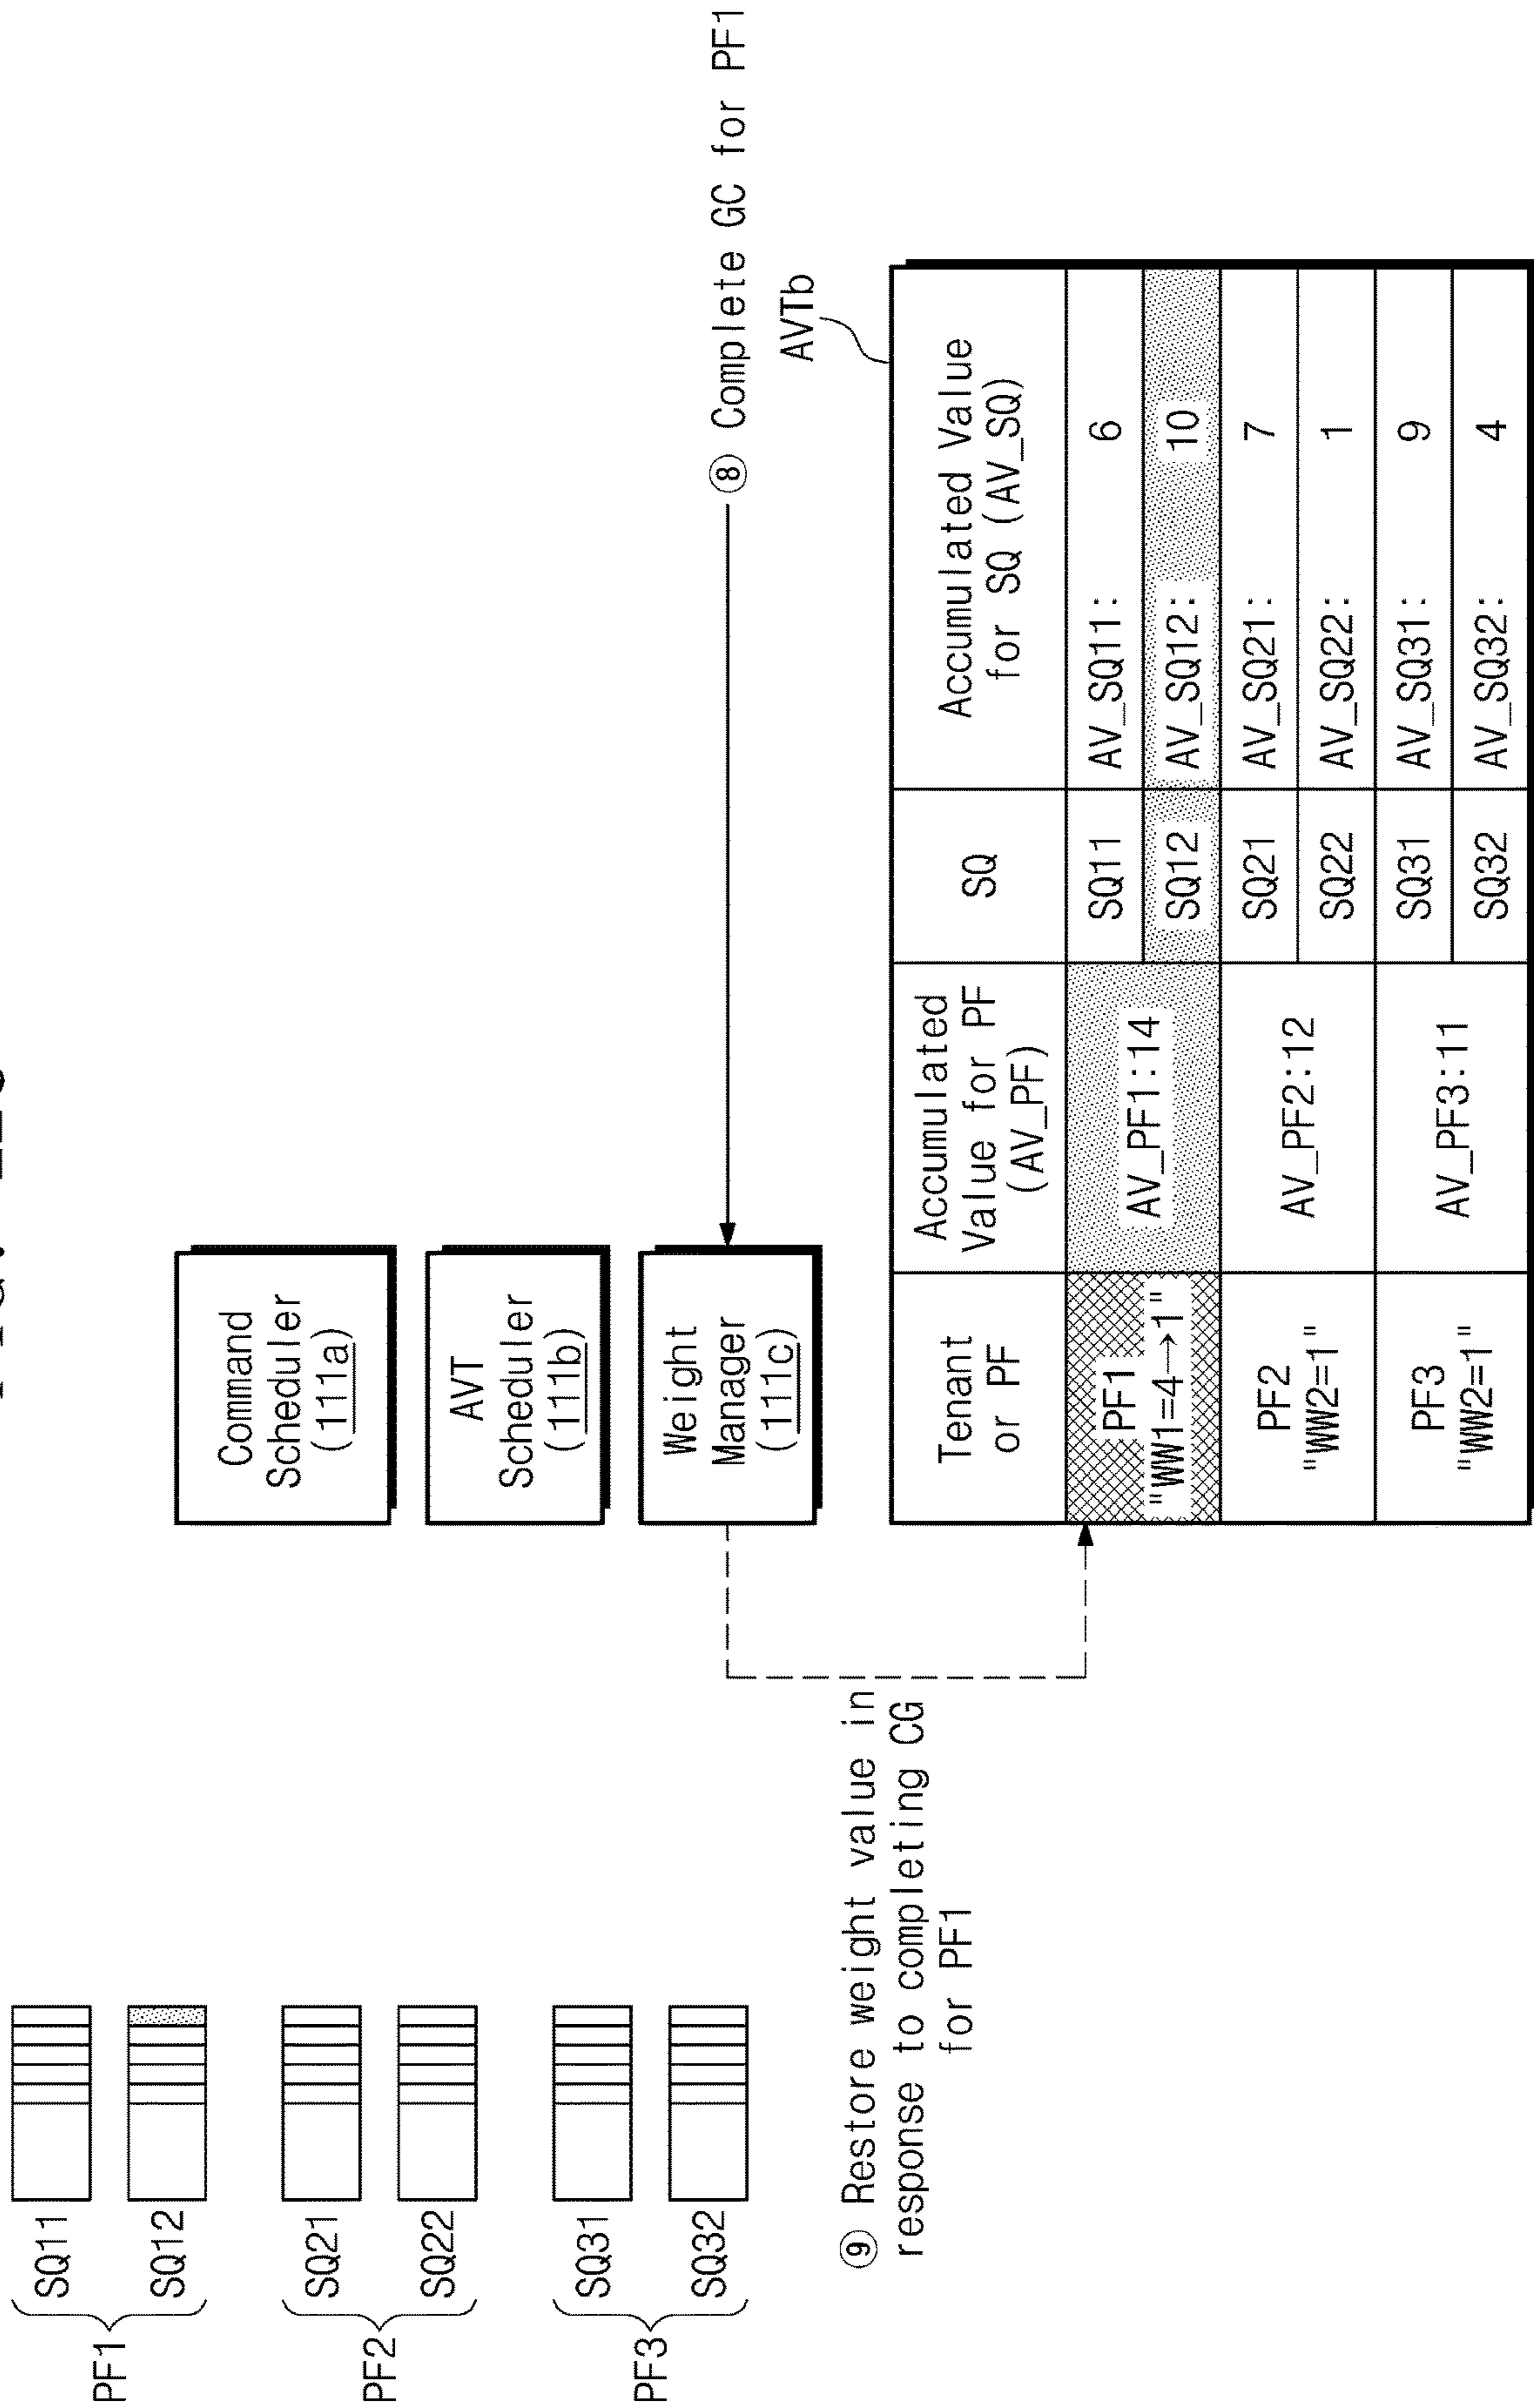 PF1
SQ11
SQ12
PF2
SQ21
SQ22
PF3
SQ31
SQ32
Command
Scheduler
(111a)
AVT
Scheduler
(111b)
Weight
Manager
(111c)
⑧ Complete GC for PF1
⑨ Restore weight value in
response to completing CG
for PF1
AVTb
Tenant
or PF
Accumulated
Value for PF
(AV_PF)
SQ
Accumulated Value
for SQ (AV_SQ)
PF1
"WW1=4→1"
AV_PF1:14
SQ11
AV_SQ11: 6
SQ12
AV_SQ12: 10
PF2
"WW2=1"
AV_PF2:12
SQ21
AV_SQ21: 7
SQ22
AV_SQ22: 1
PF3
"WW2=1"
AV_PF3:11
SQ31
AV_SQ31: 9
SQ32
AV_SQ32: 4